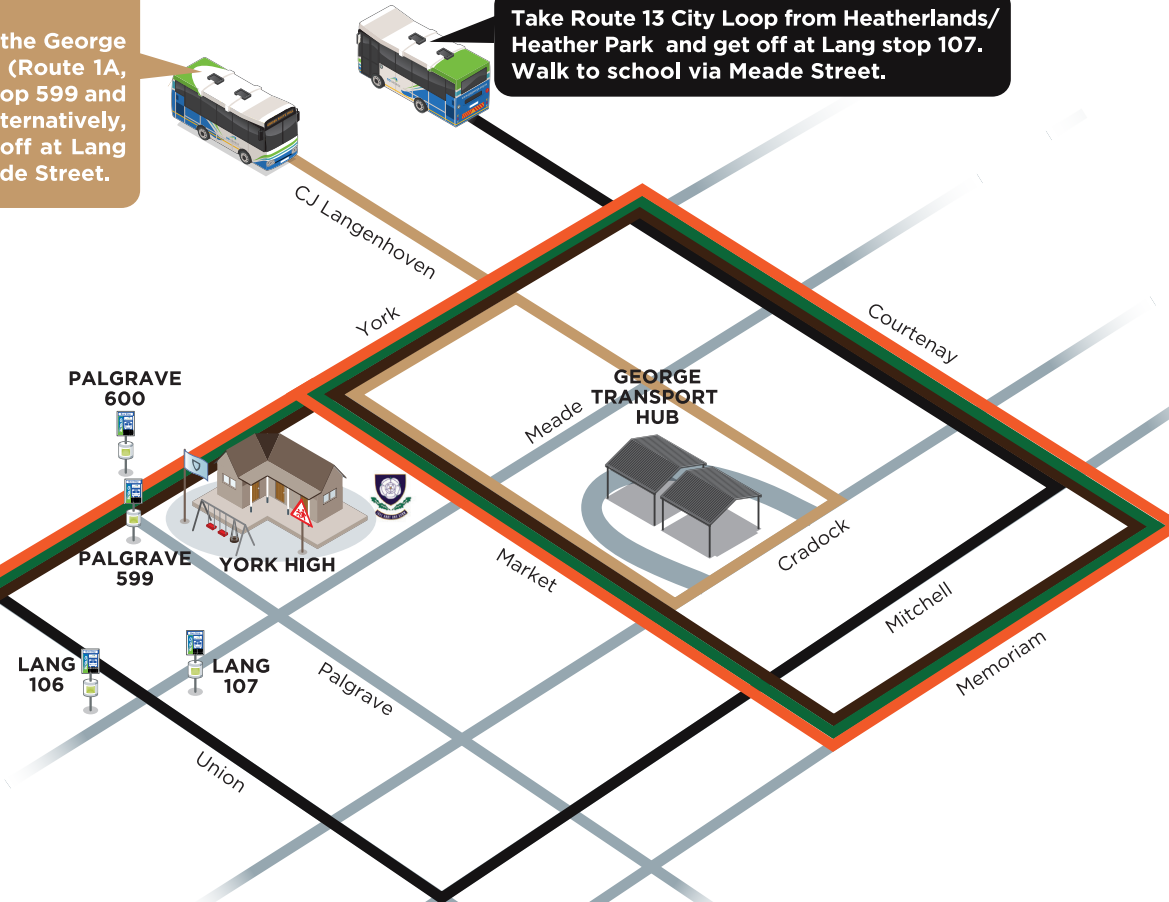 the George
(Route 1A,
op 599 and
ternatively,
off at Lang
de Street.
Take Route 13 City Loop from Heatherlands/
Heather Park and get off at Lang stop 107.
Walk to school via Meade Street.
CJ Langenhoven
York
Courtenay
PALGRAVE
600
GEORGE
TRANSPORT
HUB
Meade
PALGRAVE
599
YORK HIGH
Market
Cradock
Mitchell
Memoriam
LANG
106
LANG
107
Palgrave
Union